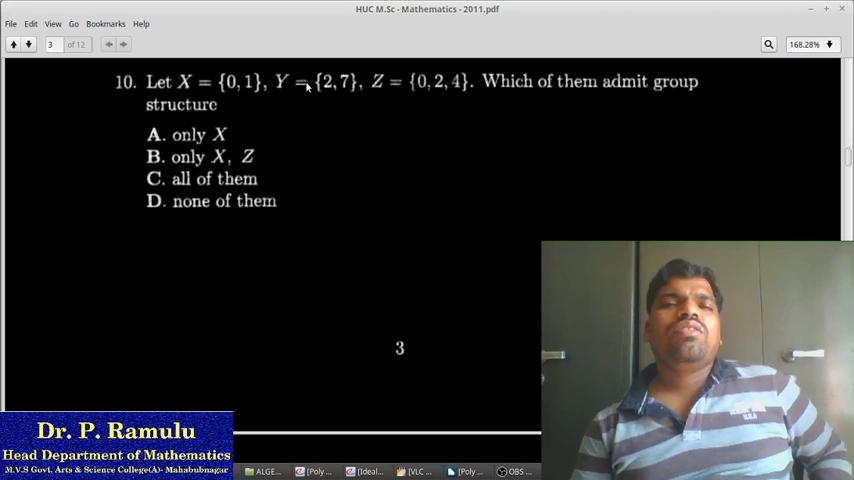 HUC M.Sc - Mathematics - 2011.pdf
File Edit View Go Bookmarks Help
3 of 12 168.28%
10. Let X = {0, 1}, Y = {2, 7}, Z = {0, 2, 4}. Which of them admit group
structure
A. only X
B. only X, Z
C. all of them
D. none of them
3
Dr. P. Ramulu
Head Department of Mathematics
M.V.S Govt. Arts & Science College(A)- Mahabubnagar
ALGE... [Poly ... [Ideal... [VLC ... [Poly ... OBS ...